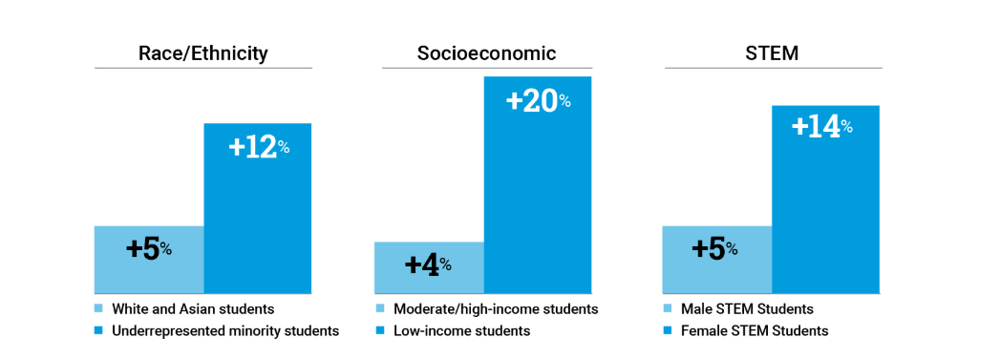 Race/Ethnicity
+5%
+12%
White and Asian students
Underrepresented minority students
Socioeconomic
+4%
+20%
Moderate/high-income students
Low-income students
STEM
+5%
+14%
Male STEM Students
Female STEM Students